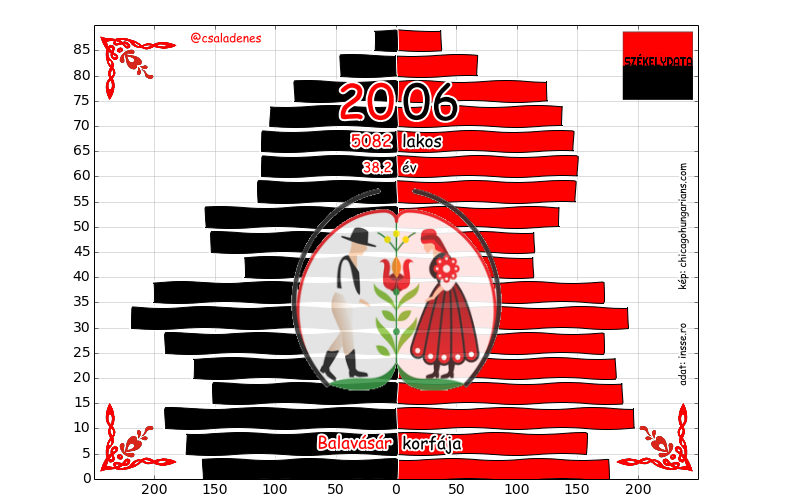 @csaladenes
SZÉKELYDATA
2006
5082 lakos
38,2 év
kép: chicagohungarians.com
adat: insse.ro
Balavásár korfája
85
80
75
70
65
60
55
50
45
40
35
30
25
20
15
10
5
0
200 150 100 50 0 50 100 150 200